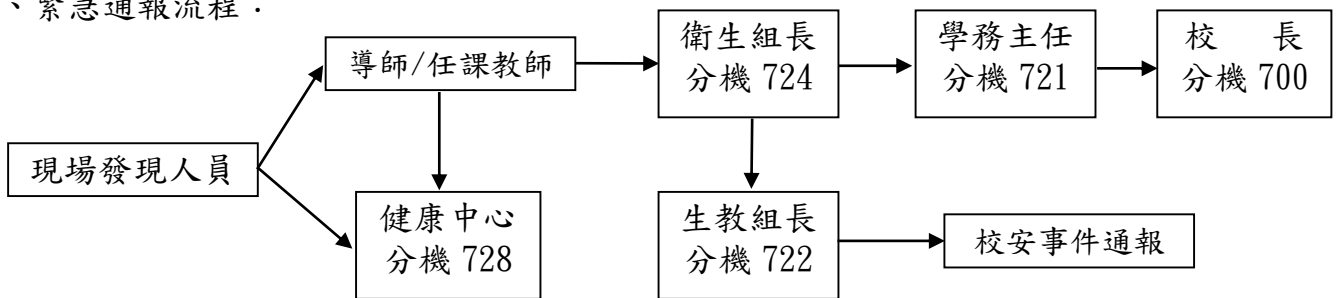 、緊急通報流程：
導師/任課教師
衛生組長
分機 724
學務主任
分機 721
校　　長
分機 700
現場發現人員
健康中心
分機 728
生教組長
分機 722
校安事件通報